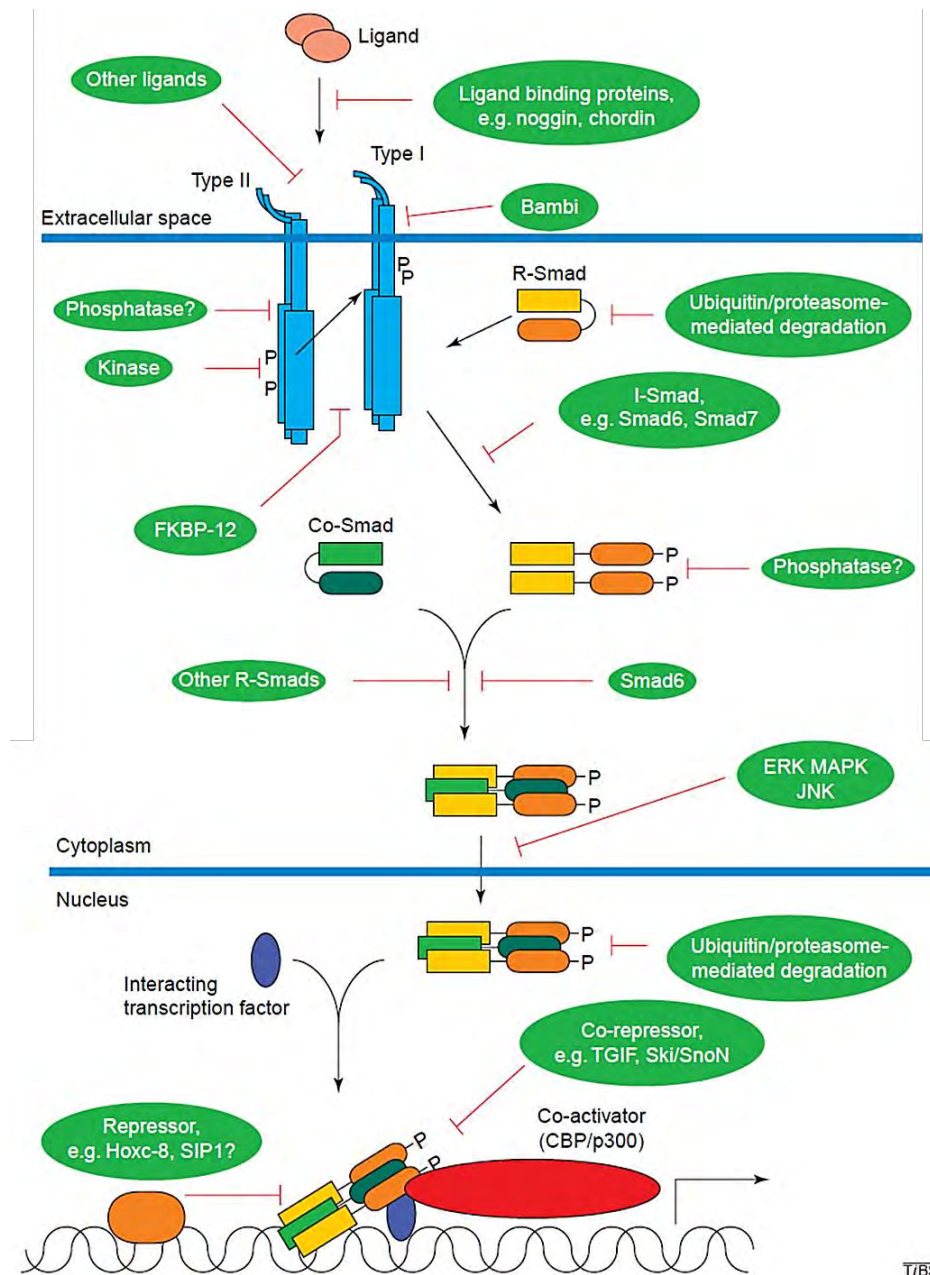 Ligand
Other ligands
Ligand binding proteins,
e.g. noggin, chordin
Type I
Type II
Bambi
Extracellular space
P
P
R-Smad
Phosphatase?
Ubiquitin/proteasome-
mediated degradation
P
Kinase
P
I-Smad,
e.g. Smad6, Smad7
FKBP-12
Co-Smad
P
Phosphatase?
P
Other R-Smads
Smad6
P
ERK MAPK
JNK
P
Cytoplasm
Nucleus
P
Ubiquitin/proteasome-
mediated degradation
P
Interacting
transcription factor
Co-repressor,
e.g. TGIF, Ski/SnoN
Repressor,
e.g. Hoxc-8, SIP1?
P
Co-activator
(CBP/p300)
P
TiBS